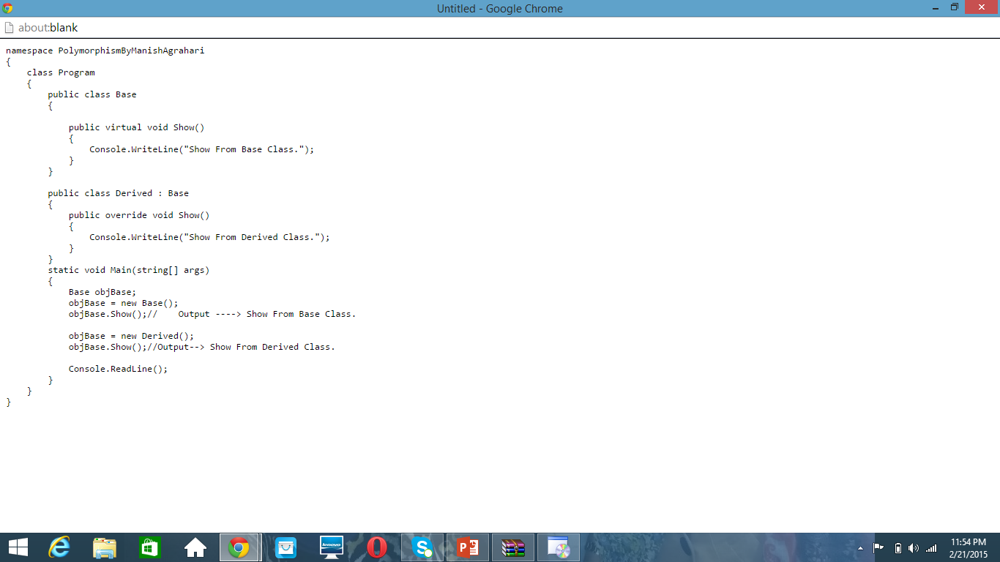 Untitled - Google Chrome
about:blank
namespace PolymorphismByManishAgrahari
{
    class Program
    {
        public class Base
        {
            public virtual void Show()
            {
                Console.WriteLine("Show From Base Class.");
            }
        }
        public class Derived : Base
        {
            public override void Show()
            {
                Console.WriteLine("Show From Derived Class.");
            }
        }
        static void Main(string[] args)
        {
            Base objBase;
            objBase = new Base();
            objBase.Show();//    Output ----> Show From Base Class.
            objBase = new Derived();
            objBase.Show();//Output--> Show From Derived Class.
            Console.ReadLine();
        }
    }
}
lenovo
11:54 PM
2/21/2015